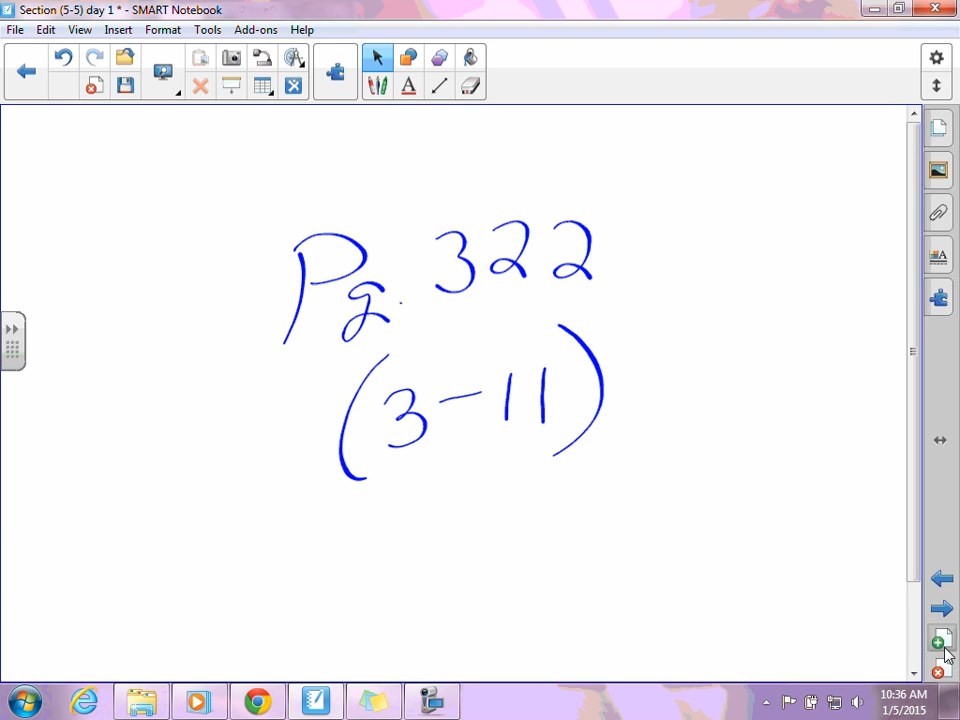 Section (5-5) day 1 * - SMART Notebook
File Edit View Insert Format Tools Add-ons Help
Pg. 322
(3-11)
10:36 AM
1/5/2015